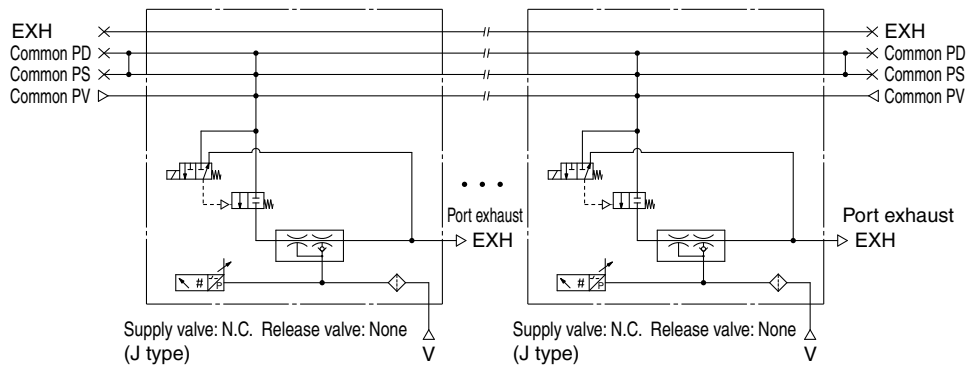 EXH
Common PD
Common PS
Common PV
EXH
Common PD
Common PS
Common PV
• • •
Port exhaust
EXH
Port exhaust
EXH
# P
# P
Supply valve: N.C. Release valve: None
(J type)
V
Supply valve: N.C. Release valve: None
(J type)
V